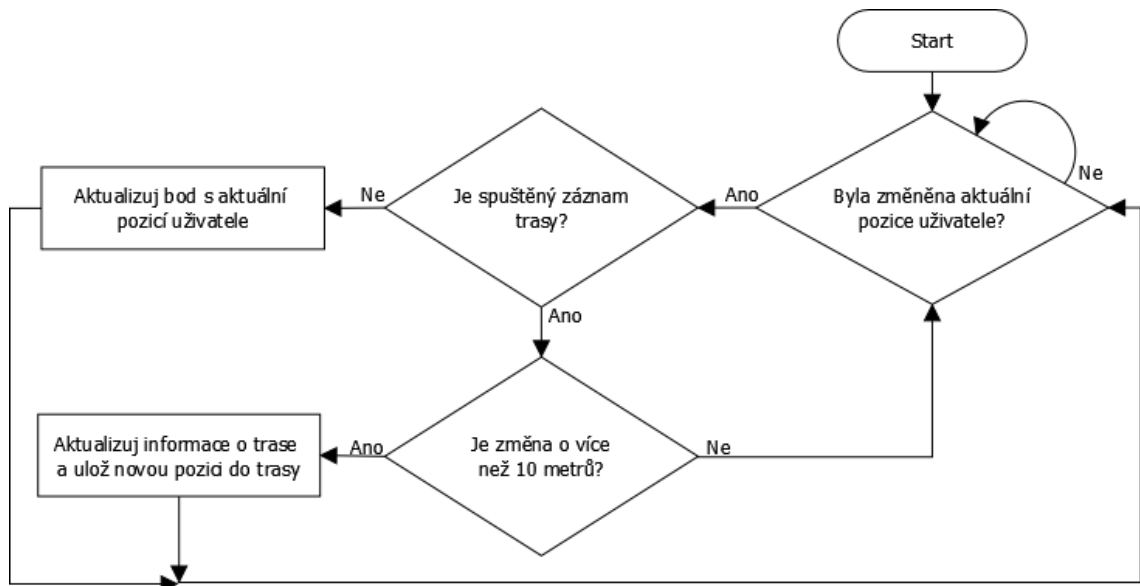 Start
Byla změněna aktuální
pozice uživatele?
Ne
Ano
Je spuštěný záznam
trasy?
Ne
Aktualizuj bod s aktuální
pozicí uživatele
Ano
Je změna o více
než 10 metrů?
Ne
Ano
Aktualizuj informace o trase
a ulož novou pozici do trasy